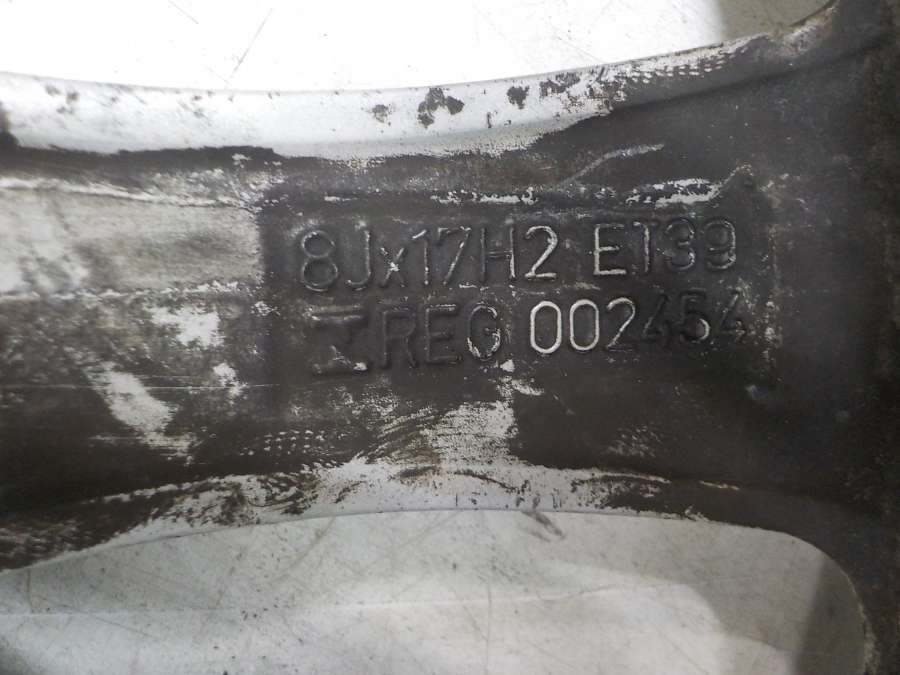 8Jx17H2 ET39
REG 002454